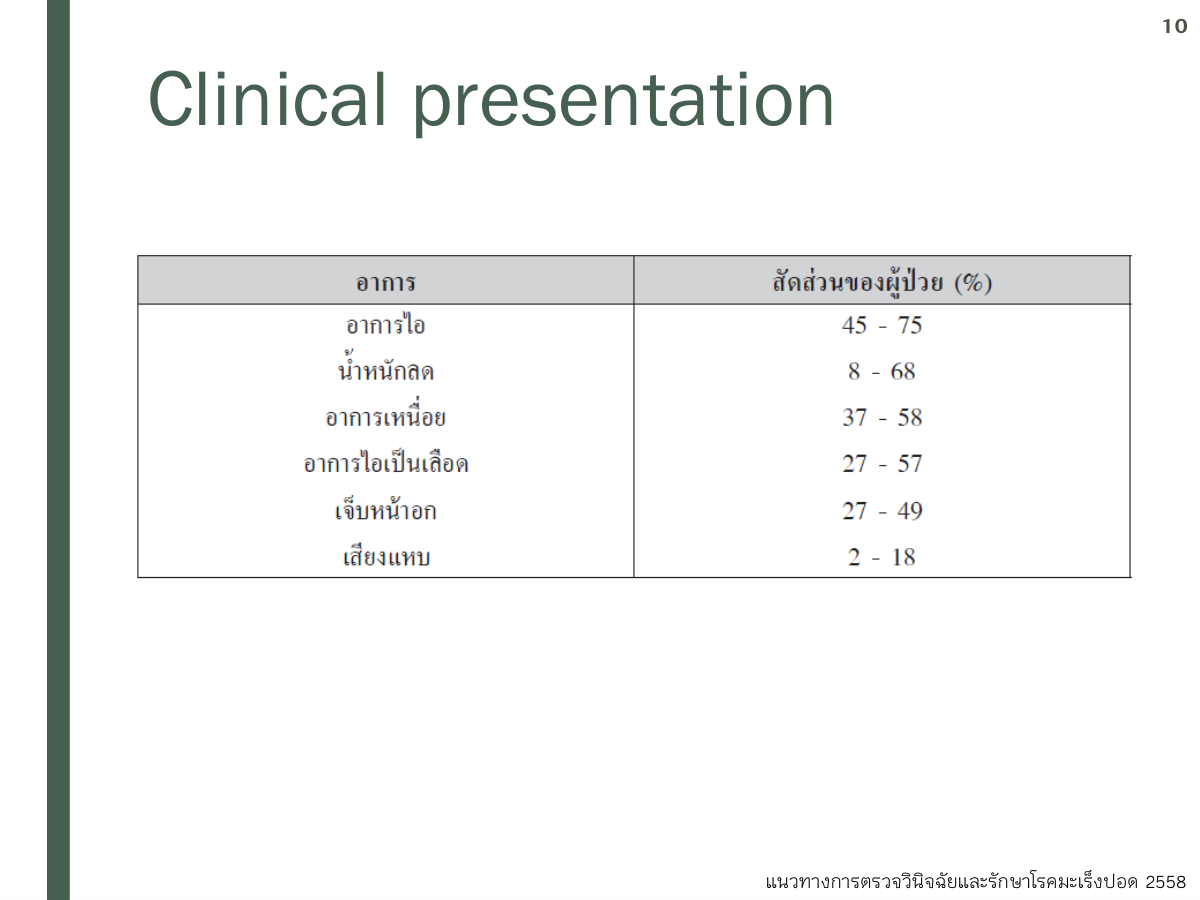 10
Clinical presentation
อาการ สัดส่วนของผู้ป่วย (%)
อาการไอ 45 - 75
น้ำหนักลด 8 - 68
อาการเหนื่อย 37 - 58
อาการไอเป็นเลือด 27 - 57
เจ็บหน้าอก 27 - 49
เสียงแหบ 2 - 18
แนวทางการตรวจวินิจฉัยและรักษาโรคมะเร็งปอด 2558